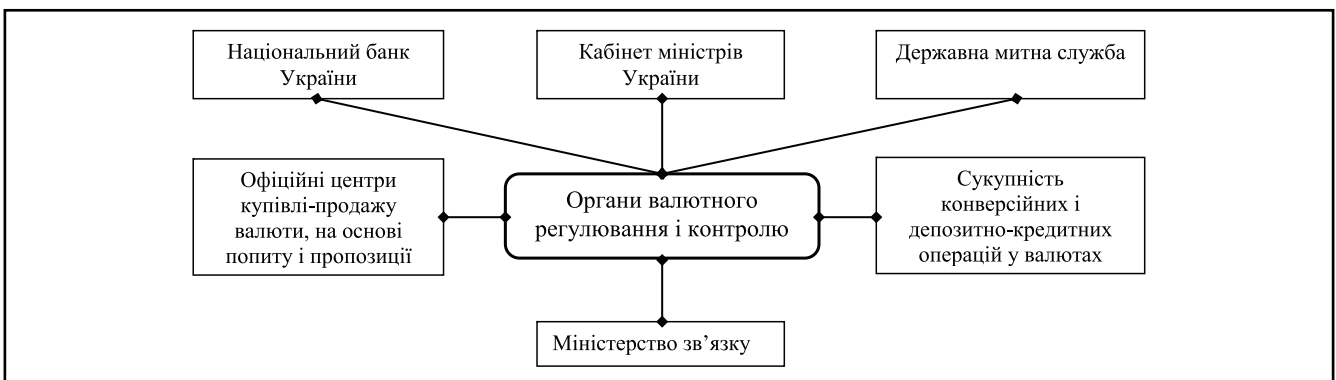 Національний банк
України
Кабінет міністрів
України
Державна митна служба
Офіційні центри
купівлі-продажу
валюти, на основі
попиту і пропозиції
Органи валютного
регулювання і контролю
Сукупність
конверсійних і
депозитно-кредитних
операцій у валютах
Міністерство зв’язку